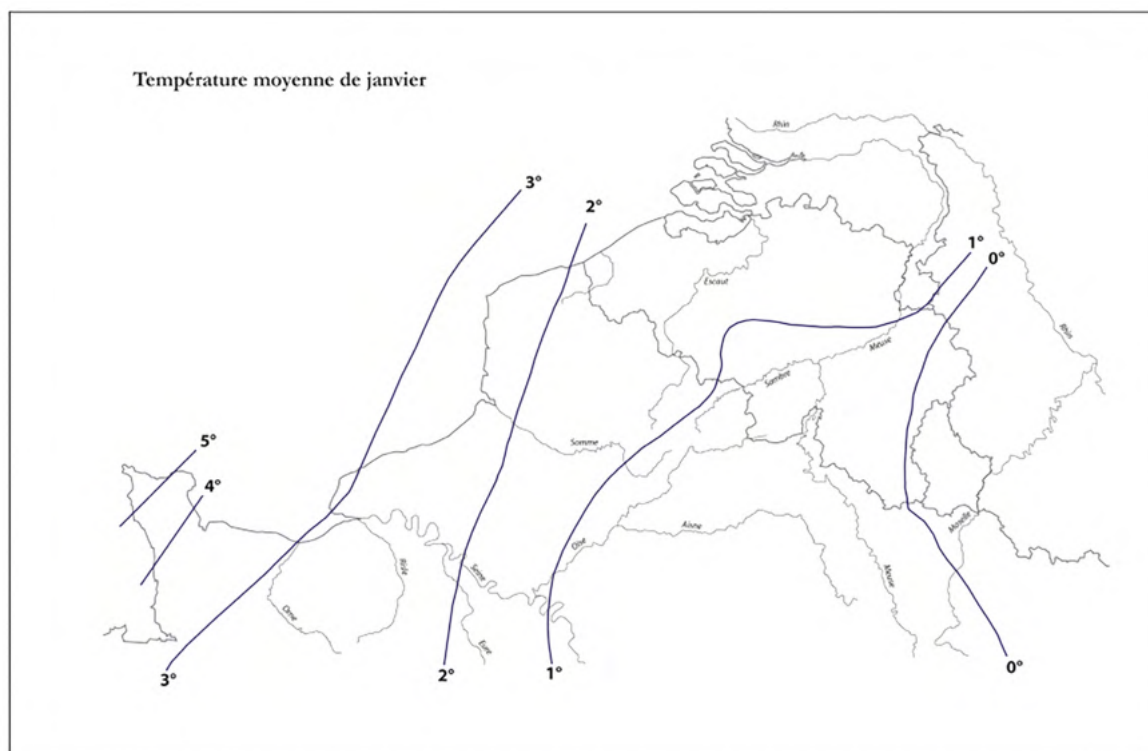 Température moyenne de janvier
Rhin
3°
2°
1°
0°
Escaut
Rhin
Meuse
Sambre
5°
Somme
4°
Aisne
Moselle
Oise
Risle
Seine
Meuse
Orne
Eure
3°
2°
1°
0°